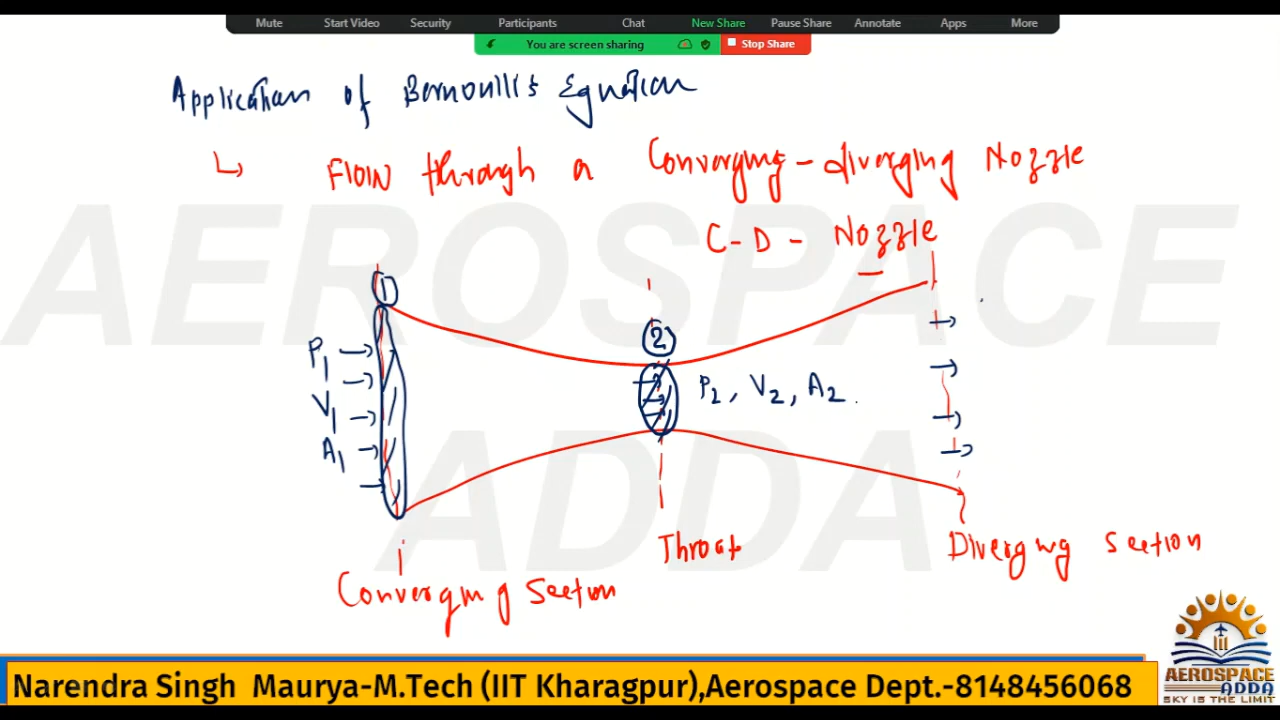 Mute Start Video Security Participants Chat New Share Pause Share Annotate Apps More
You are screen sharing Stop Share
Application of Bernoulli's Equation
↳ Flow through a Converging - diverging Nozzle
C - D - Nozzle
1
2
P1
V1
A1
P2, V2, A2.
Throat
Diverging section
Converging section
AEROSPACE
ADDA
Narendra Singh Maurya-M.Tech (IIT Kharagpur),Aerospace Dept.-8148456068
AEROSPACE
ADDA
SKY IS THE LIMIT